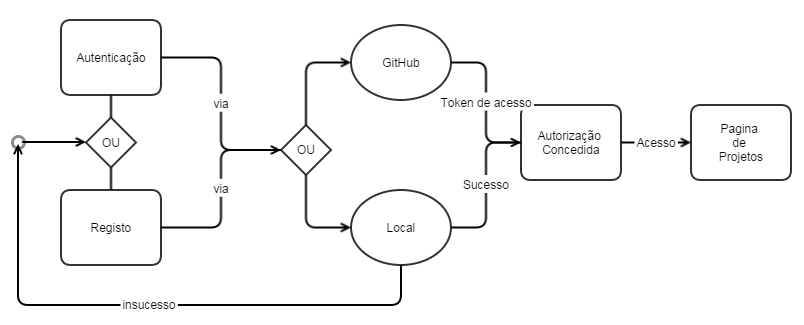 Autenticação
GitHub
via
Token de acesso
OU
OU
Autorização
Concedida
Acesso
Pagina
de
Projetos
via
Sucesso
Registo
Local
insucesso